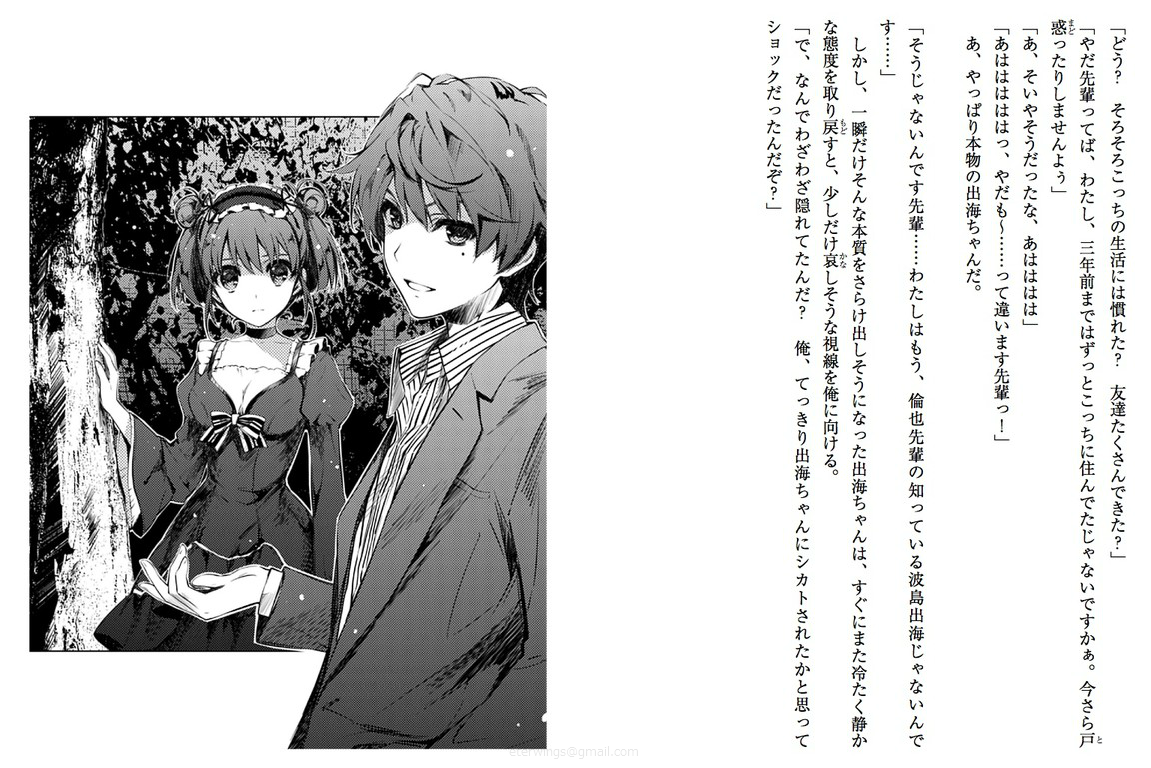 「どう？　そろそろこっちの生活には慣れた？　友達たくさんできた？」
「やだ先輩ってば、わたし、三年前まではずっとこっちに住んでたじゃないですかぁ。今さら戸
惑ったりしませんよぅ」
「あ、そいやそうだったな、あはははは」
「あはははははっ、やだも～……って違います先輩っ！」
あ、やっぱり本物の出海ちゃんだ。
「そうじゃないんです先輩……わたしはもう、倫也先輩の知っている波島出海じゃないんで
す……」
しかし、一瞬だけそんな本質をさらけ出しそうになった出海ちゃんは、すぐにまた冷たく静か
な態度を取り戻すと、少しだけ哀しそうな視線を俺に向ける。
「で、なんでわざわざ隠れてたんだ？　俺、てっきり出海ちゃんにシカトされたかと思って
ショックだったんだぞ？」
eterwings@gmail.com